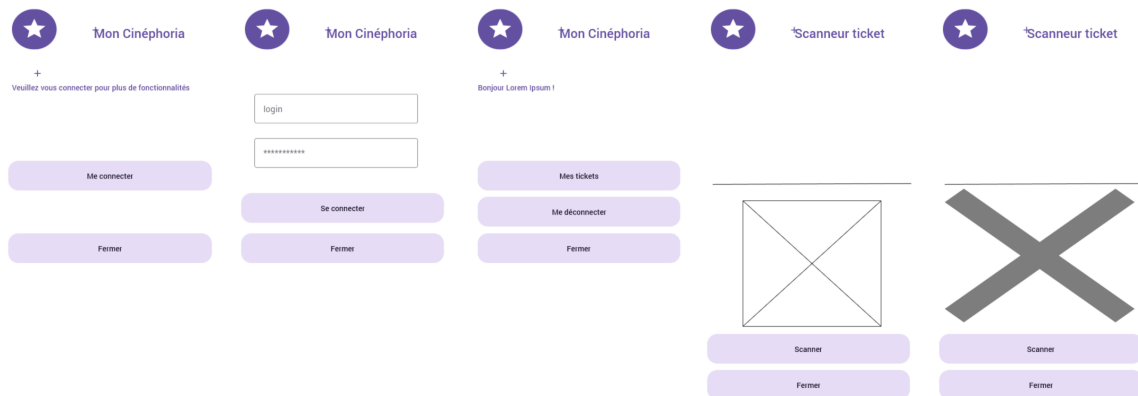 Mon Cinéphoria
Veuillez vous connecter pour plus de fonctionnalités
Me connecter
Fermer
Mon Cinéphoria
login
***********
Se connecter
Fermer
Mon Cinéphoria
Bonjour Lorem Ipsum !
Mes tickets
Me déconnecter
Fermer
Scanneur ticket
Scanner
Fermer
Scanneur ticket
Scanner
Fermer